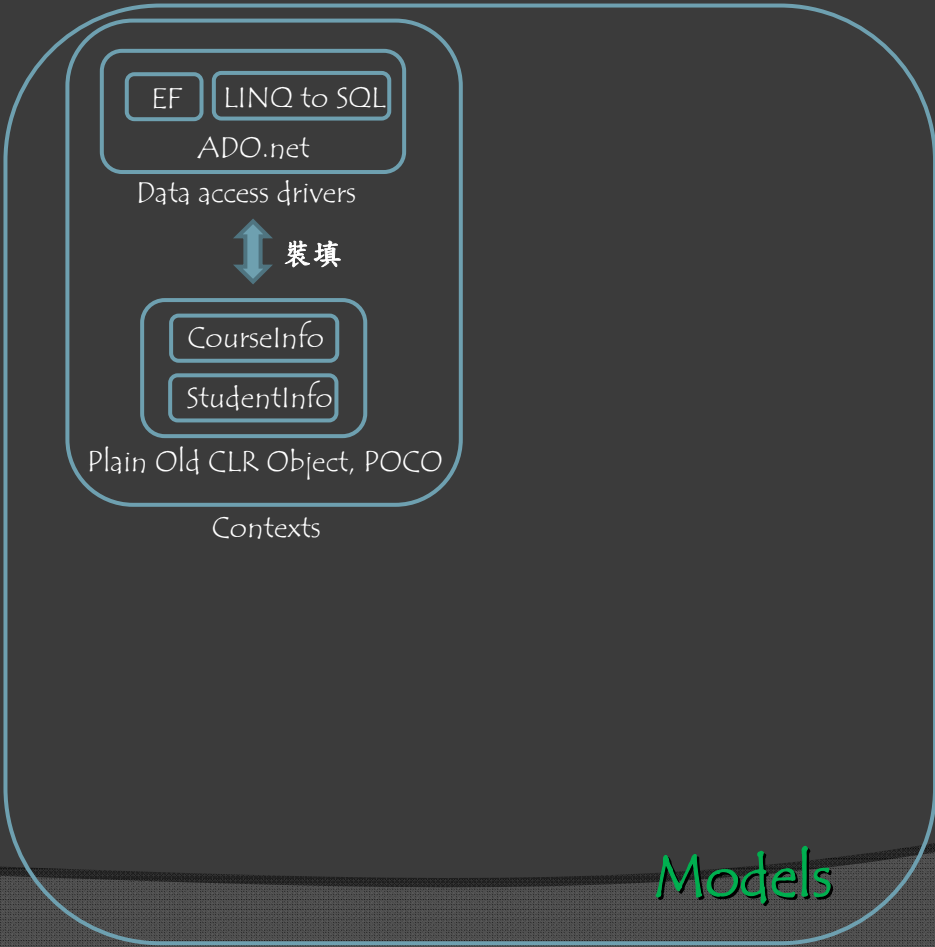 EF
LINQ to SQL
ADO.net
Data access drivers
裝填
CourseInfo
StudentInfo
Plain Old CLR Object, POCO
Contexts
Models